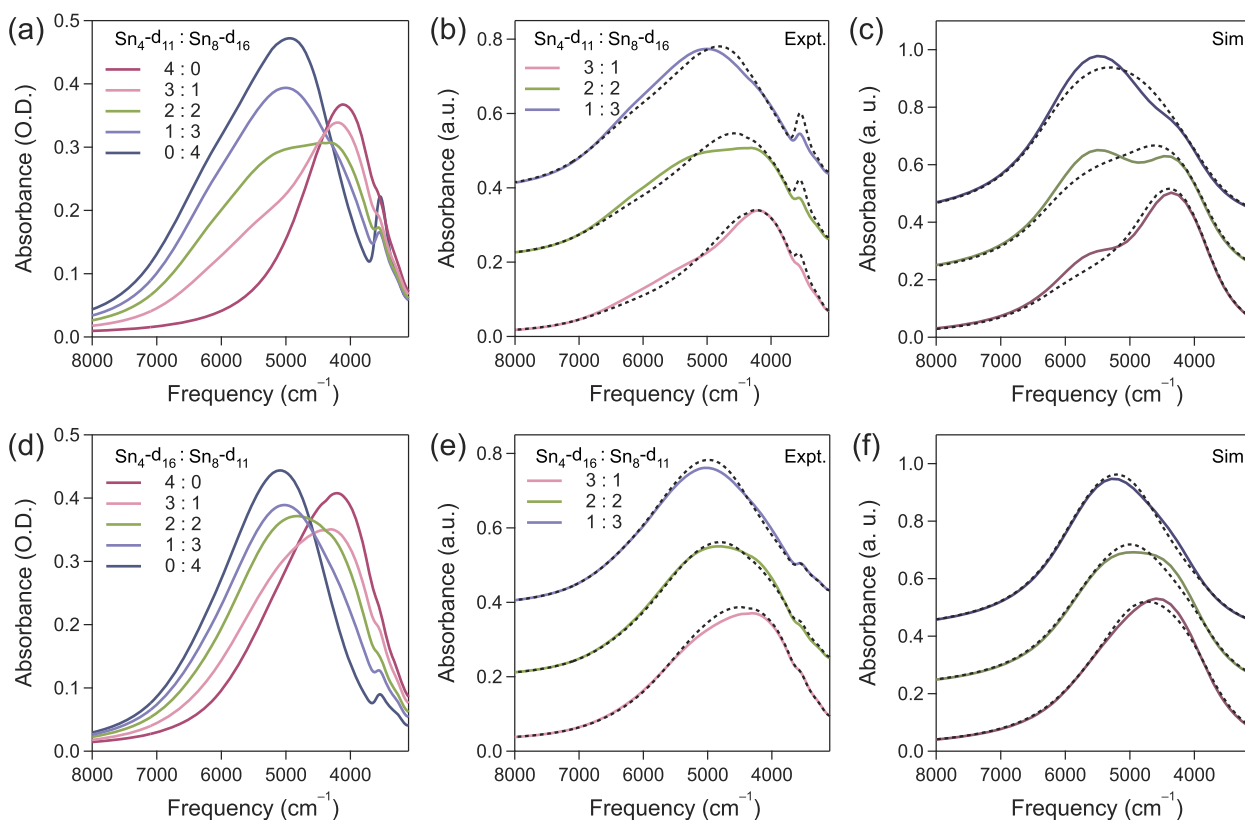 (a)
Sn₄-d₁₁ : Sn₈-d₁₆
4 : 0
3 : 1
2 : 2
1 : 3
0 : 4
Absorbance (O.D.)
0.5
0.4
0.3
0.2
0.1
0.0
8000 7000 6000 5000 4000
Frequency (cm⁻¹)
(b)
Sn₄-d₁₁ : Sn₈-d₁₆ Expt.
3 : 1
2 : 2
1 : 3
Absorbance (a.u.)
0.8
0.6
0.4
0.2
0.0
8000 7000 6000 5000 4000
Frequency (cm⁻¹)
(c)
Sim
Absorbance (a. u.)
1.0
0.8
0.6
0.4
0.2
0.0
8000 7000 6000 5000 4000
Frequency (cm⁻¹)
(d)
Sn₄-d₁₆ : Sn₈-d₁₁
4 : 0
3 : 1
2 : 2
1 : 3
0 : 4
Absorbance (O.D.)
0.5
0.4
0.3
0.2
0.1
0.0
8000 7000 6000 5000 4000
Frequency (cm⁻¹)
(e)
Sn₄-d₁₆ : Sn₈-d₁₁ Expt.
3 : 1
2 : 2
1 : 3
Absorbance (a.u.)
0.8
0.6
0.4
0.2
0.0
8000 7000 6000 5000 4000
Frequency (cm⁻¹)
(f)
Sim
Absorbance (a. u.)
1.0
0.8
0.6
0.4
0.2
0.0
8000 7000 6000 5000 4000
Frequency (cm⁻¹)